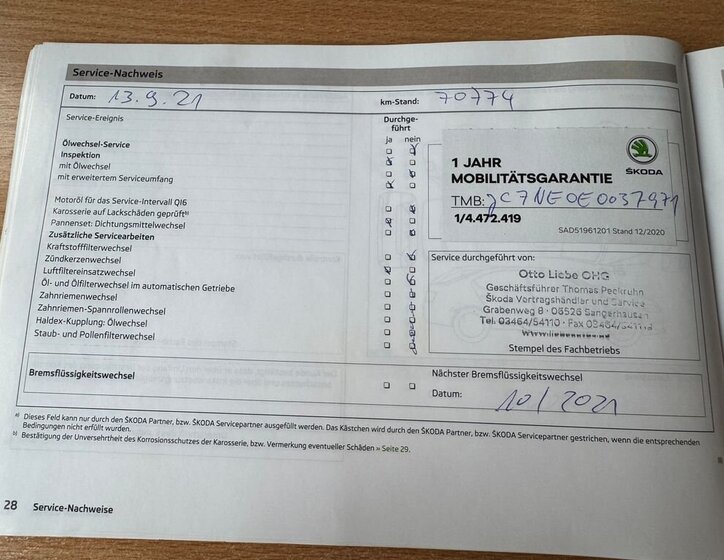 Service-Nachweis
Datum: 13.9.21 km-Stand: 70774
Service-Ereignis Durchge-
führt
ja nein
Ölwechsel-Service
Inspektion
mit Ölwechsel
mit erweitertem Serviceumfang
Motoröl für das Service-Intervall QI6
Karosserie auf Lackschäden geprüft b)
Pannenset: Dichtungsmittelwechsel
Zusätzliche Servicearbeiten
Kraftstofffilterwechsel
Zündkerzenwechsel
Luftfiltereinsatzwechsel
Öl- und Ölfilterwechsel im automatischen Getriebe
Zahnriemenwechsel
Zahnriemen-Spannrollenwechsel
Haldex-Kupplung: Ölwechsel
Staub- und Pollenfilterwechsel
ŠKODA
1 JAHR
MOBILITÄTSGARANTIE
TMB: JC7NE0E0037971
1/4.472.419
SAD51961201 Stand 12/2020
Service durchgeführt von:
Otto Liebe OHG
Geschäftsführer Thomas Peckruhn
Škoda Vertragshändler und Service
Grabenweg 8 · 06526 Sangerhausen
Tel. 03464/54110 · Fax
Stempel des Fachbetriebs
Bremsflüssigkeitswechsel
Nächster Bremsflüssigkeitswechsel
Datum: 10/2021
a) Dieses Feld kann nur durch den ŠKODA Partner, bzw. ŠKODA Servicepartner ausgefüllt werden. Das Kästchen wird durch den ŠKODA Partner, bzw. ŠKODA Servicepartner gestrichen, wenn die entsprechenden
Bedingungen nicht erfüllt wurden.
b) Bestätigung der Unversehrtheit des Korrosionsschutzes der Karosserie, bzw. Vermerkung eventueller Schäden » Seite 29.
28 Service-Nachweise